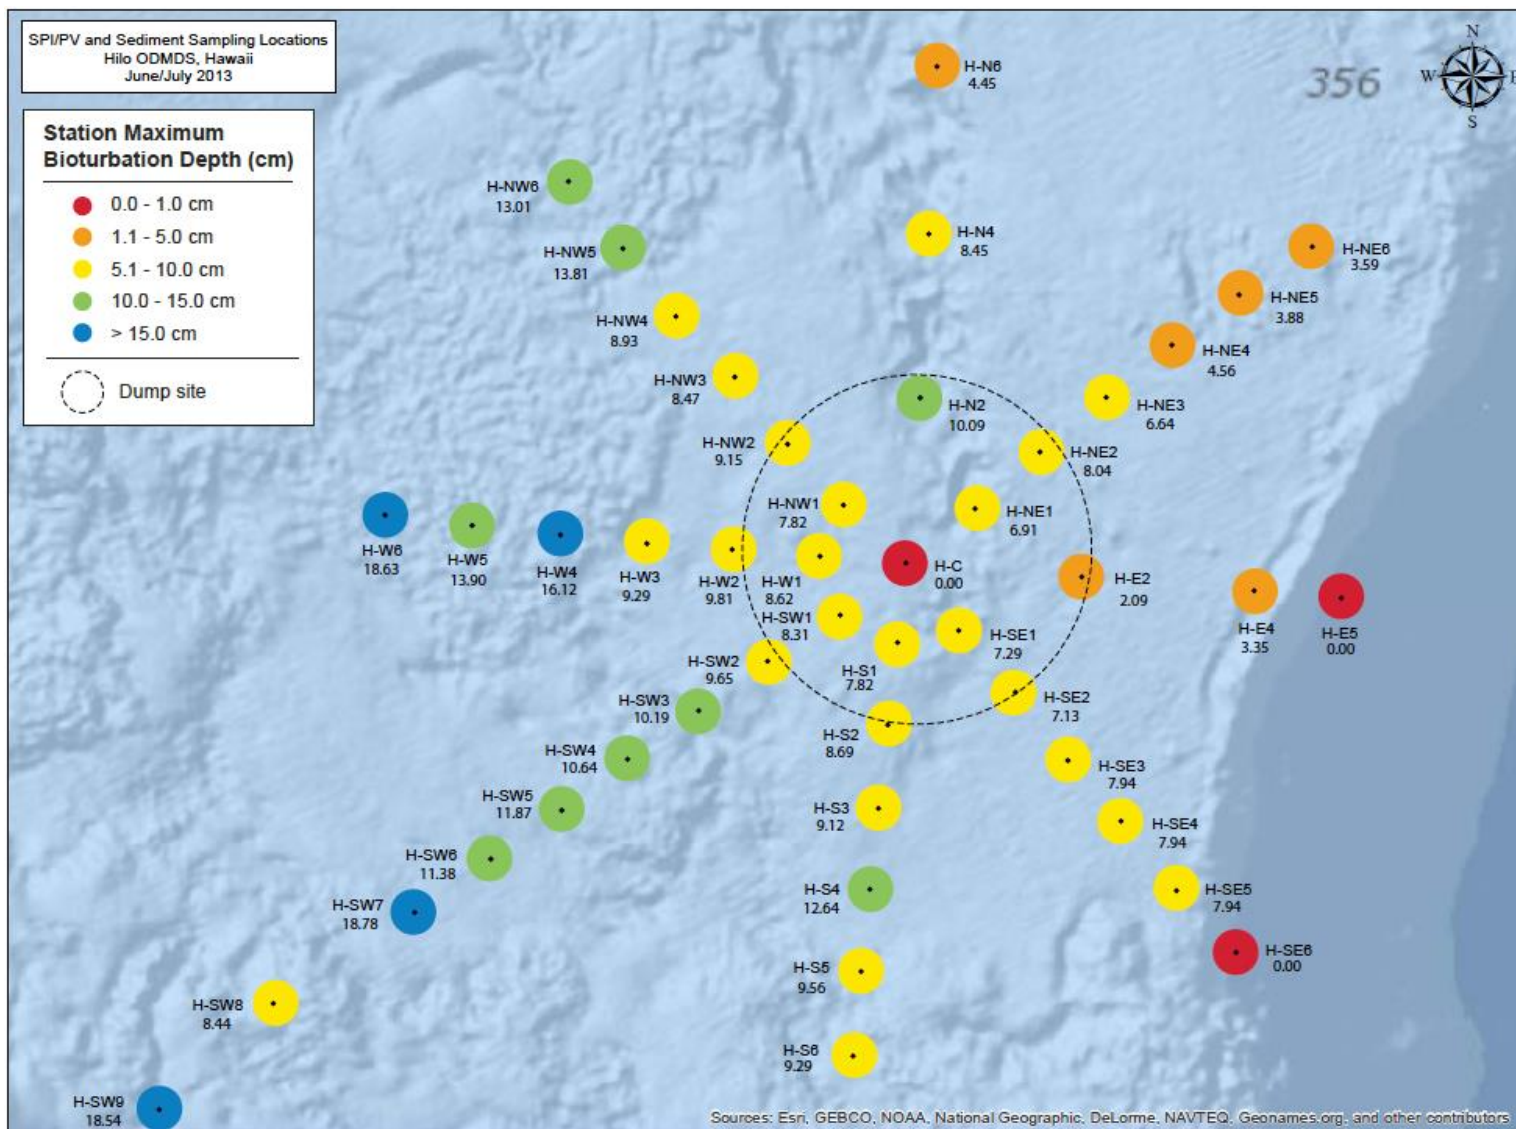 SPI/PV and Sediment Sampling Locations
Hilo ODMDS, Hawaii
June/July 2013
Station Maximum
Bioturbation Depth (cm)
0.0 - 1.0 cm
1.1 - 5.0 cm
5.1 - 10.0 cm
10.0 - 15.0 cm
> 15.0 cm
Dump site
356
N
W
E
S
H-N6
4.45
H-NW6
13.01
H-NW5
13.81
H-N4
8.45
H-NE6
3.59
H-NE5
3.88
H-NW4
8.93
H-NE4
4.56
H-NW3
8.47
H-N2
10.09
H-NE3
6.64
H-NW2
9.15
H-NE2
8.04
H-NW1
7.82
H-NE1
6.91
H-W6
18.63
H-W5
13.90
H-W4
16.12
H-W3
9.29
H-W2
9.81
H-W1
8.62
H-C
0.00
H-E2
2.09
H-E4
3.35
H-E5
0.00
H-SW1
8.31
H-SE1
7.29
H-S1
7.82
H-SW2
9.65
H-SE2
7.13
H-SW3
10.19
H-S2
8.69
H-SW4
10.64
H-SE3
7.94
H-SW5
11.87
H-S3
9.12
H-SE4
7.94
H-SW6
11.38
H-S4
12.64
H-SE5
7.94
H-SW7
18.78
H-SE6
0.00
H-S5
9.56
H-SW8
8.44
H-S6
9.29
H-SW9
18.54
Sources: Esri, GEBCO, NOAA, National Geographic, DeLorme, NAVTEQ, Geonames.org, and other contributors